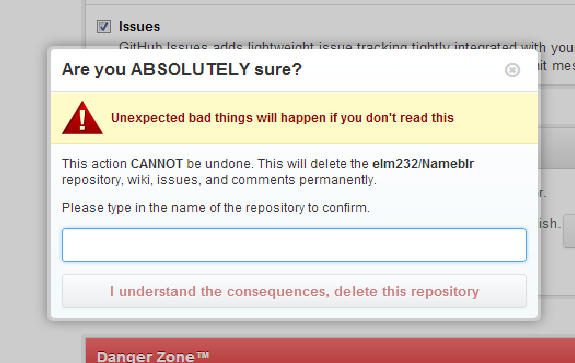 Issues
GitHub Issues adds lightweight issue tracking tightly integrated with your
Are you ABSOLUTELY sure?
Unexpected bad things will happen if you don't read this
This action CANNOT be undone. This will delete the elm232/Nameblr
repository, wiki, issues, and comments permanently.
Please type in the name of the repository to confirm.
I understand the consequences, delete this repository
Danger Zone™